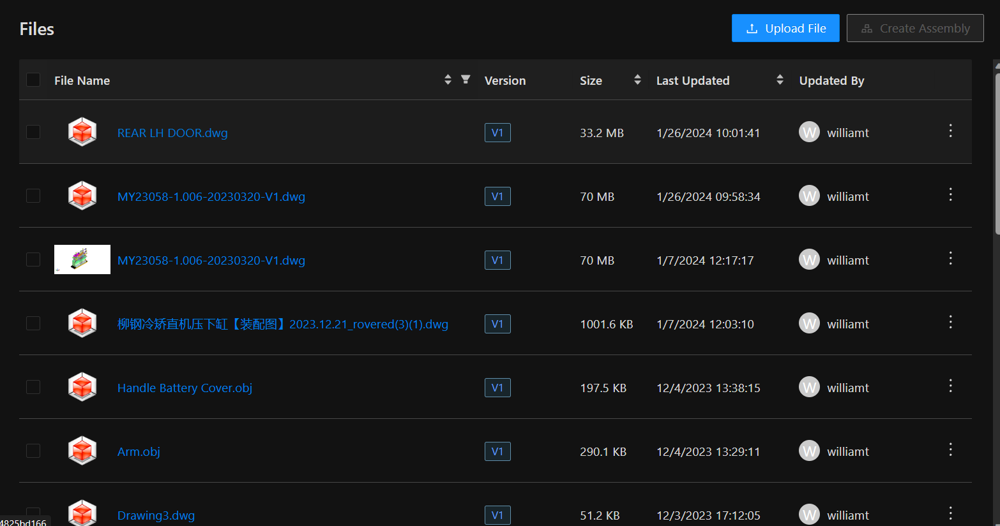 Files
Upload File
Create Assembly
File Name Version Size Last Updated Updated By
REAR LH DOOR.dwg V1 33.2 MB 1/26/2024 10:01:41 W williamt
MY23058-1.006-20230320-V1.dwg V1 70 MB 1/26/2024 09:58:34 W williamt
MY23058-1.006-20230320-V1.dwg V1 70 MB 1/7/2024 12:17:17 W williamt
柳钢冷矫直机压下缸【装配图】2023.12.21_rovered(3)(1).dwg V1 1001.6 KB 1/7/2024 12:03:10 W williamt
Handle Battery Cover.obj V1 197.5 KB 12/4/2023 13:38:15 W williamt
Arm.obj V1 290.1 KB 12/4/2023 13:29:11 W williamt
Drawing3.dwg V1 51.2 KB 12/3/2023 17:12:05 W williamt
4825bd166